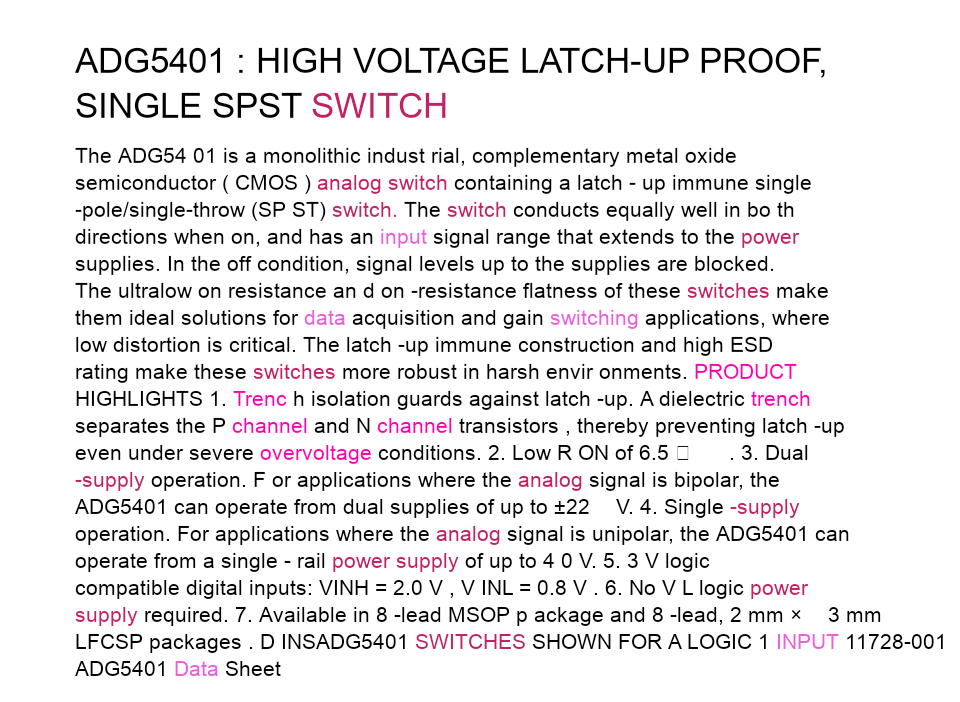 ADG5401 : HIGH VOLTAGE LATCH-UP PROOF,
SINGLE SPST SWITCH
The ADG54 01 is a monolithic indust rial, complementary metal oxide
semiconductor ( CMOS ) analog switch containing a latch - up immune single
-pole/single-throw (SP ST) switch. The switch conducts equally well in bo th
directions when on, and has an input signal range that extends to the power
supplies. In the off condition, signal levels up to the supplies are blocked.
The ultralow on resistance an d on -resistance flatness of these switches make
them ideal solutions for data acquisition and gain switching applications, where
low distortion is critical. The latch -up immune construction and high ESD
rating make these switches more robust in harsh envir onments. PRODUCT
HIGHLIGHTS 1. Trenc h isolation guards against latch -up. A dielectric trench
separates the P channel and N channel transistors , thereby preventing latch -up
even under severe overvoltage conditions. 2. Low R ON of 6.5 . 3. Dual
-supply operation. F or applications where the analog signal is bipolar, the
ADG5401 can operate from dual supplies of up to ±22 V. 4. Single -supply
operation. For applications where the analog signal is unipolar, the ADG5401 can
operate from a single - rail power supply of up to 4 0 V. 5. 3 V logic
compatible digital inputs: VINH = 2.0 V , V INL = 0.8 V . 6. No V L logic power
supply required. 7. Available in 8 -lead MSOP p ackage and 8 -lead, 2 mm × 3 mm
LFCSP packages . D INSADG5401 SWITCHES SHOWN FOR A LOGIC 1 INPUT 11728-001
ADG5401 Data Sheet